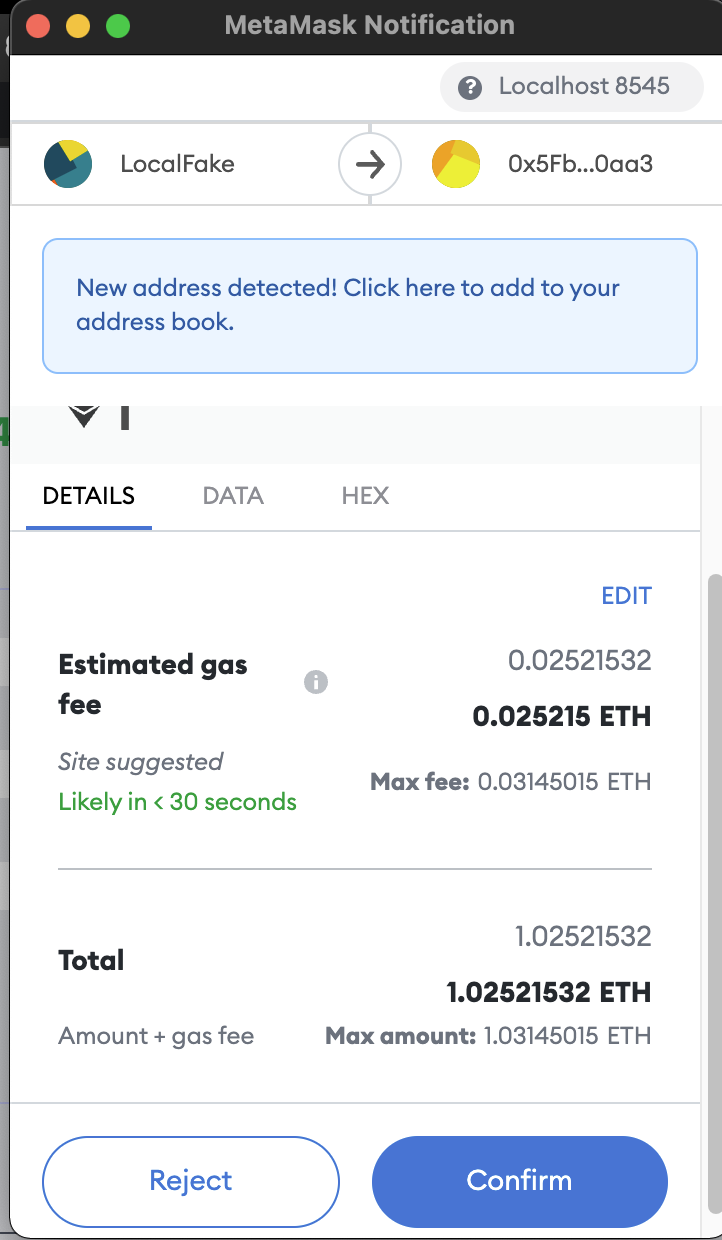 MetaMask Notification
? Localhost 8545
LocalFake
0x5Fb...0aa3
New address detected! Click here to add to your
address book.
DETAILS
DATA
HEX
EDIT
Estimated gas
fee
0.02521532
0.025215 ETH
Site suggested
Max fee: 0.03145015 ETH
Likely in < 30 seconds
1.02521532
Total
1.02521532 ETH
Amount + gas fee
Max amount: 1.03145015 ETH
Reject
Confirm